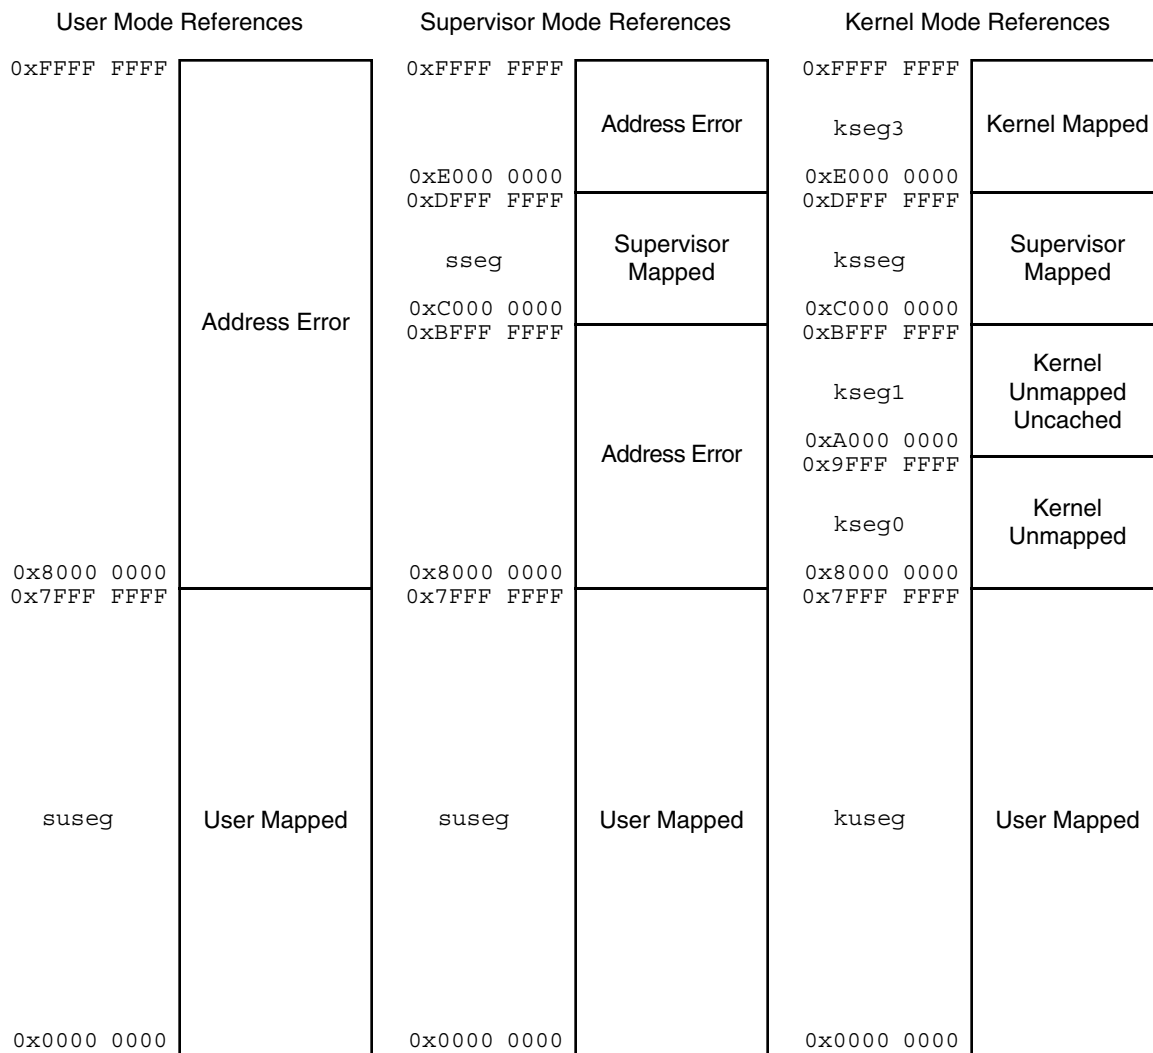 User Mode References
0xFFFF FFFF
Address Error
0x8000 0000
0x7FFF FFFF
suseg
User Mapped
0x0000 0000
Supervisor Mode References
0xFFFF FFFF
Address Error
0xE000 0000
0xDFFF FFFF
sseg
Supervisor
Mapped
0xC000 0000
0xBFFF FFFF
Address Error
0x8000 0000
0x7FFF FFFF
suseg
User Mapped
0x0000 0000
Kernel Mode References
0xFFFF FFFF
kseg3
Kernel Mapped
0xE000 0000
0xDFFF FFFF
ksseg
Supervisor
Mapped
0xC000 0000
0xBFFF FFFF
kseg1
Kernel
Unmapped
Uncached
0xA000 0000
0x9FFF FFFF
kseg0
Kernel
Unmapped
0x8000 0000
0x7FFF FFFF
kuseg
User Mapped
0x0000 0000